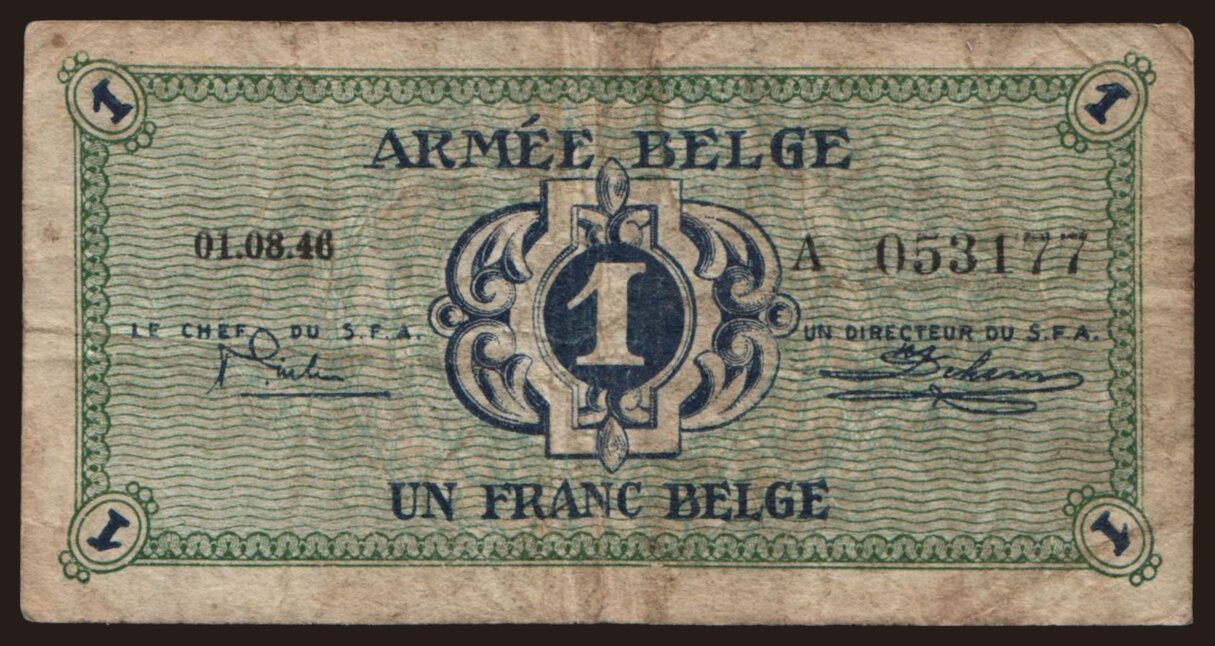 1 1
ARMÉE BELGE
01.08.46 A 053177
1
LE CHEF DU S.F.A. UN DIRECTEUR DU S.F.A.
UN FRANC BELGE
1 1